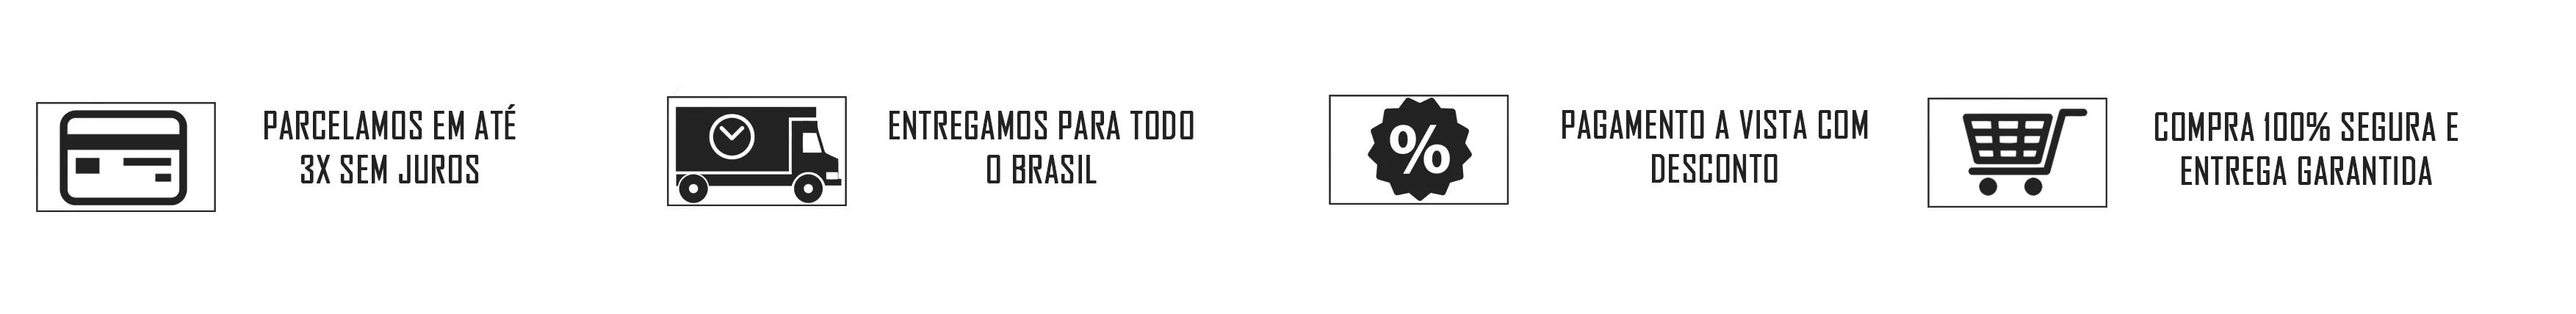 PARCELAMOS EM ATÉ
3X SEM JUROS
ENTREGAMOS PARA TODO
O BRASIL
%
PAGAMENTO A VISTA COM
DESCONTO
COMPRA 100% SEGURA E
ENTREGA GARANTIDA